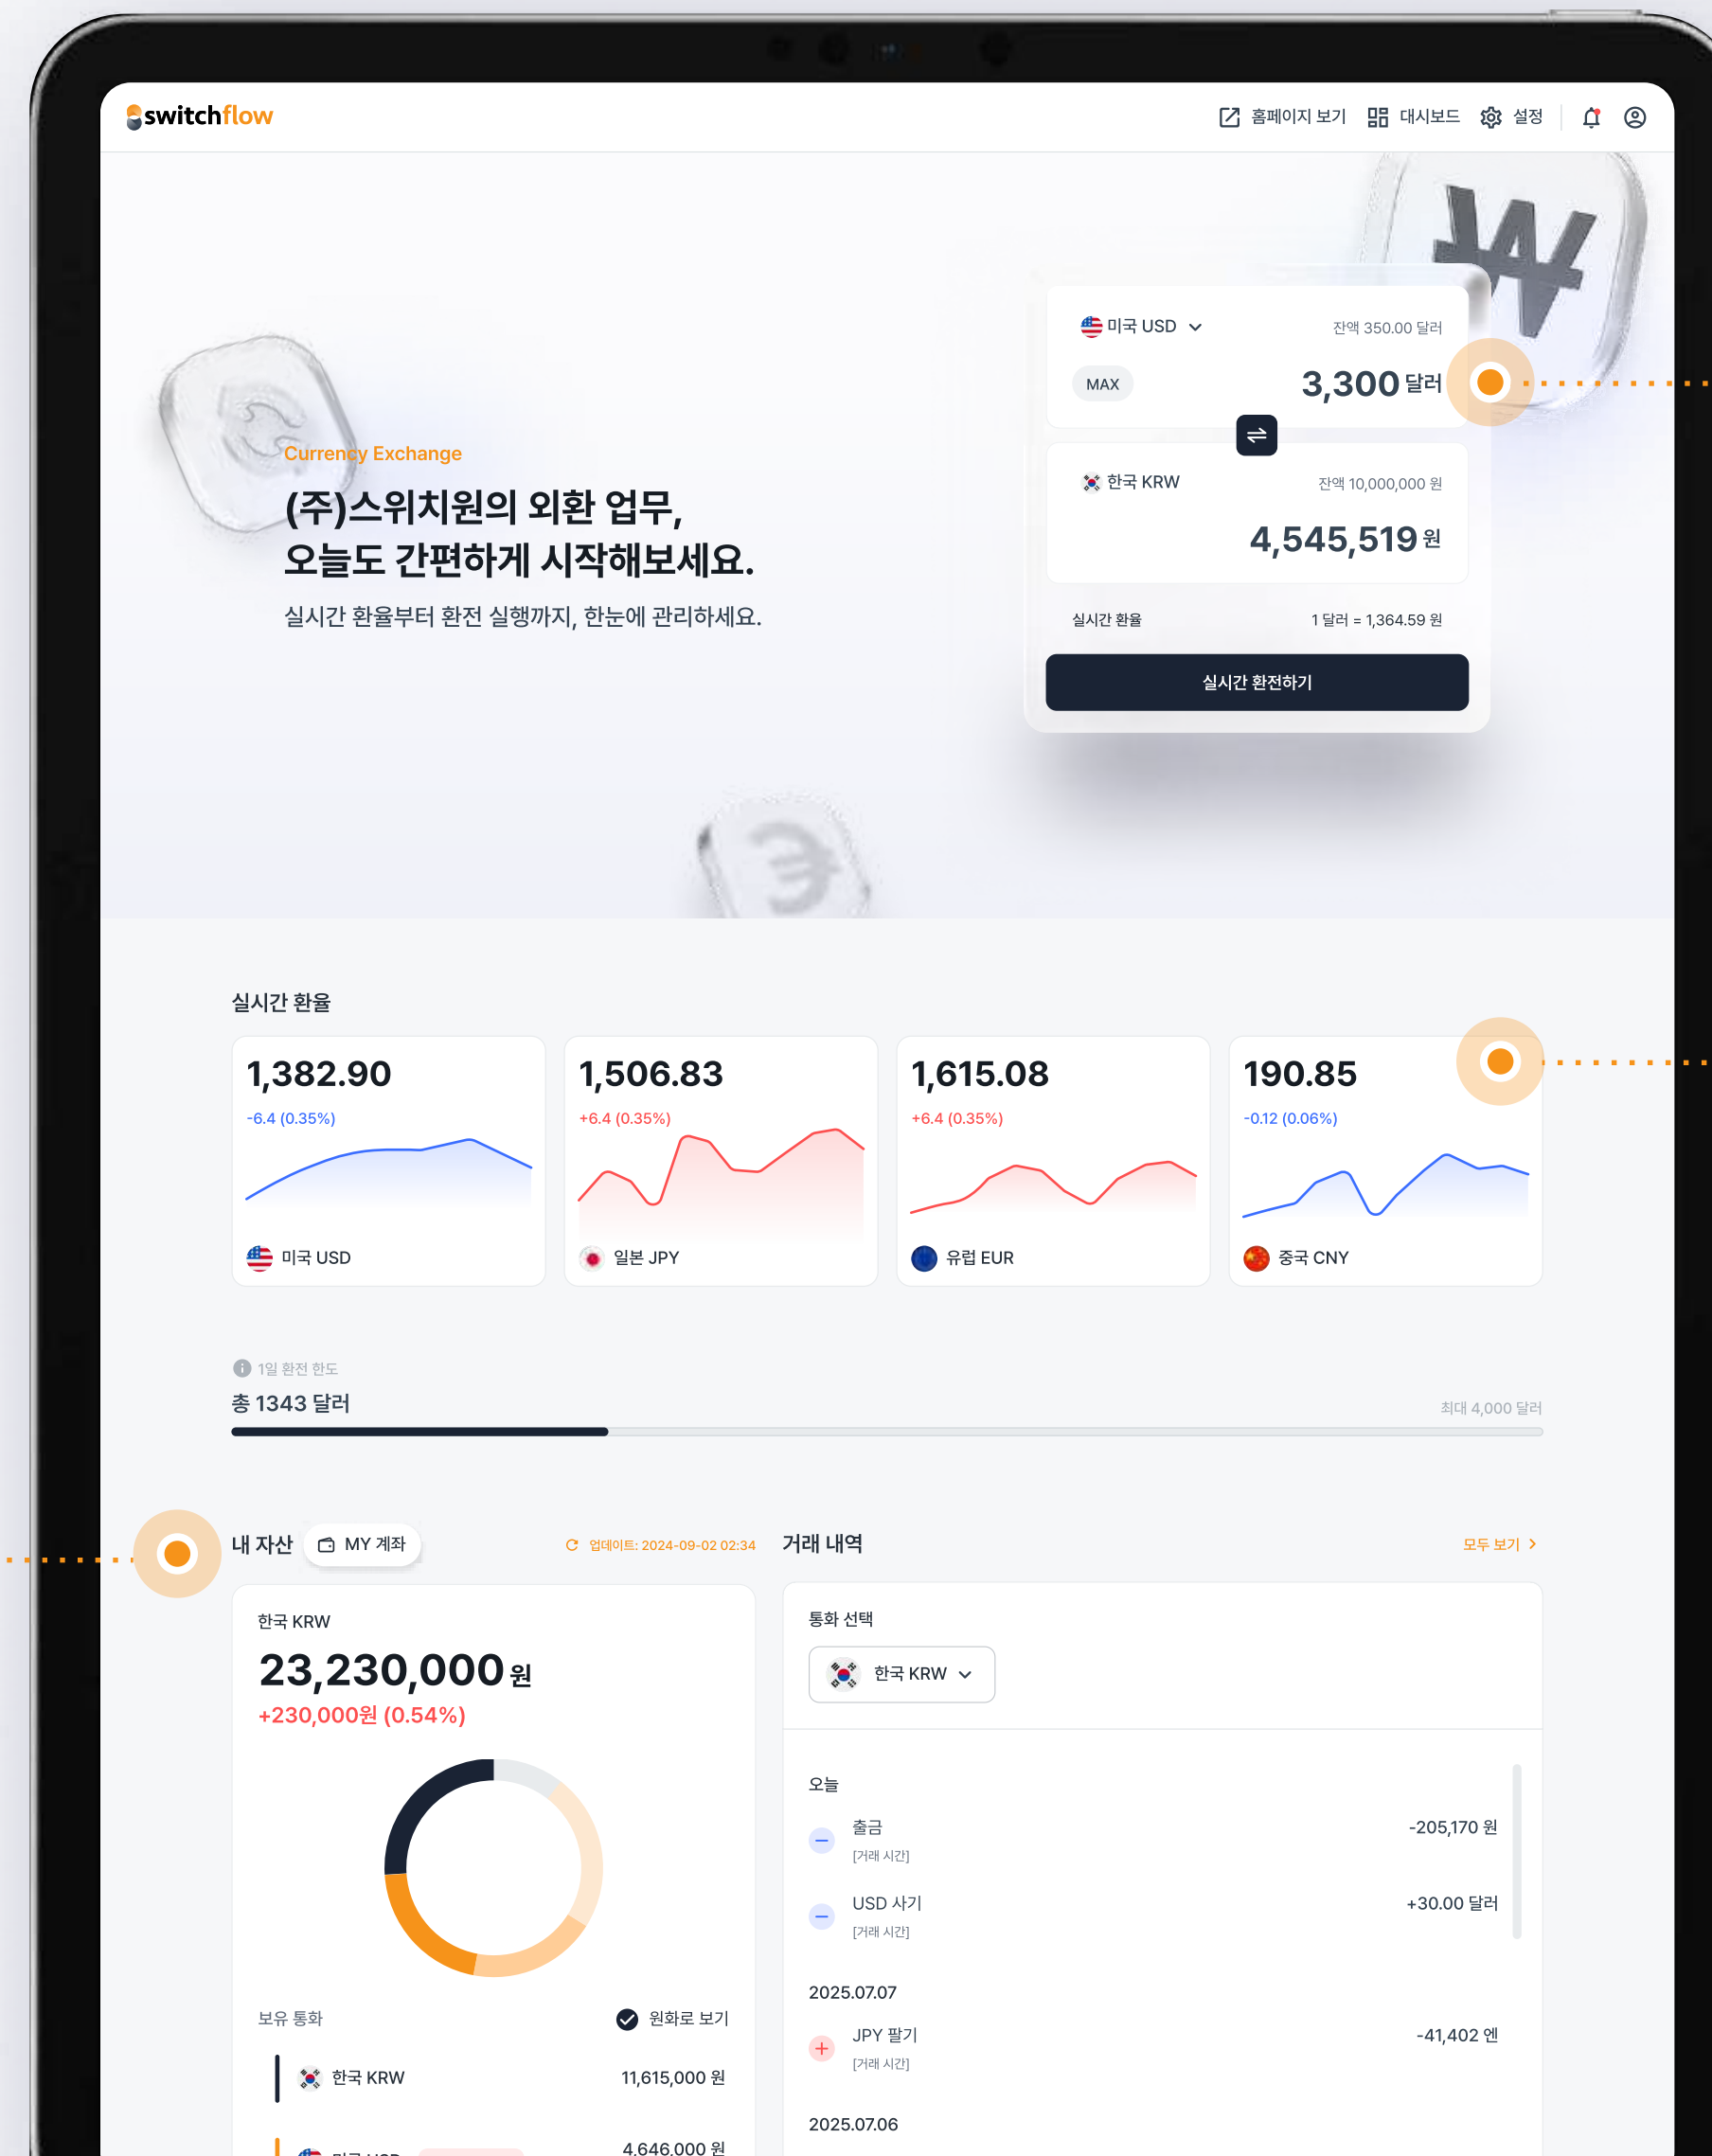 switchflow
홈페이지 보기
대시보드
설정
Currency Exchange
(주)스위치원의 외환 업무,
오늘도 간편하게 시작해보세요.
실시간 환율부터 환전 실행까지, 한눈에 관리하세요.
미국 USD
잔액 350.00 달러
MAX
3,300 달러
한국 KRW
잔액 10,000,000 원
4,545,519 원
실시간 환율
1 달러 = 1,364.59 원
실시간 환전하기
실시간 환율
1,382.90
-6.4 (0.35%)
미국 USD
1,506.83
+6.4 (0.35%)
일본 JPY
1,615.08
+6.4 (0.35%)
유럽 EUR
190.85
-0.12 (0.06%)
중국 CNY
1일 환전 한도
총 1343 달러
최대 4,000 달러
내 자산
MY 계좌
업데이트: 2024-09-02 02:34
한국 KRW
23,230,000 원
+230,000원 (0.54%)
보유 통화
원화로 보기
한국 KRW
11,615,000 원
미국 USD
4,646,000 원
거래 내역
모두 보기
통화 선택
한국 KRW
오늘
출금
-205,170 원
[거래 시간]
USD 사기
+30.00 달러
[거래 시간]
2025.07.07
JPY 팔기
-41,402 엔
[거래 시간]
2025.07.06